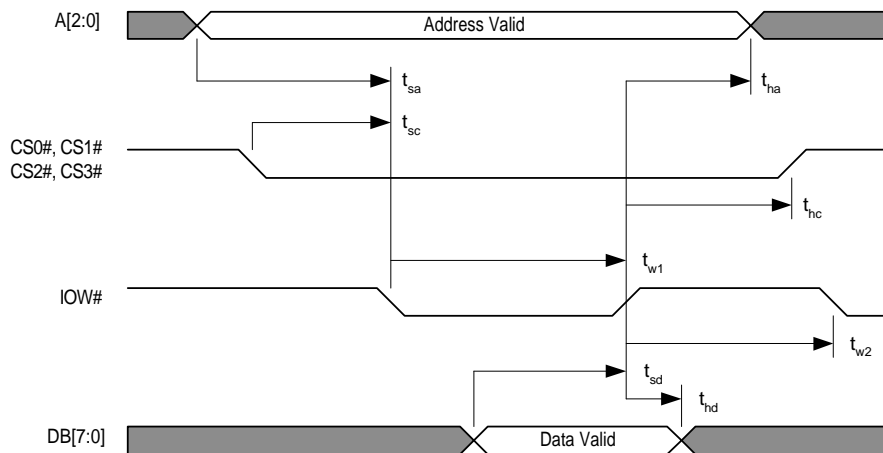 A[2:0]
Address Valid
t_sa
t_ha
t_sc
CS0#, CS1#
CS2#, CS3#
t_hc
t_w1
IOW#
t_w2
t_sd
t_hd
DB[7:0]
Data Valid